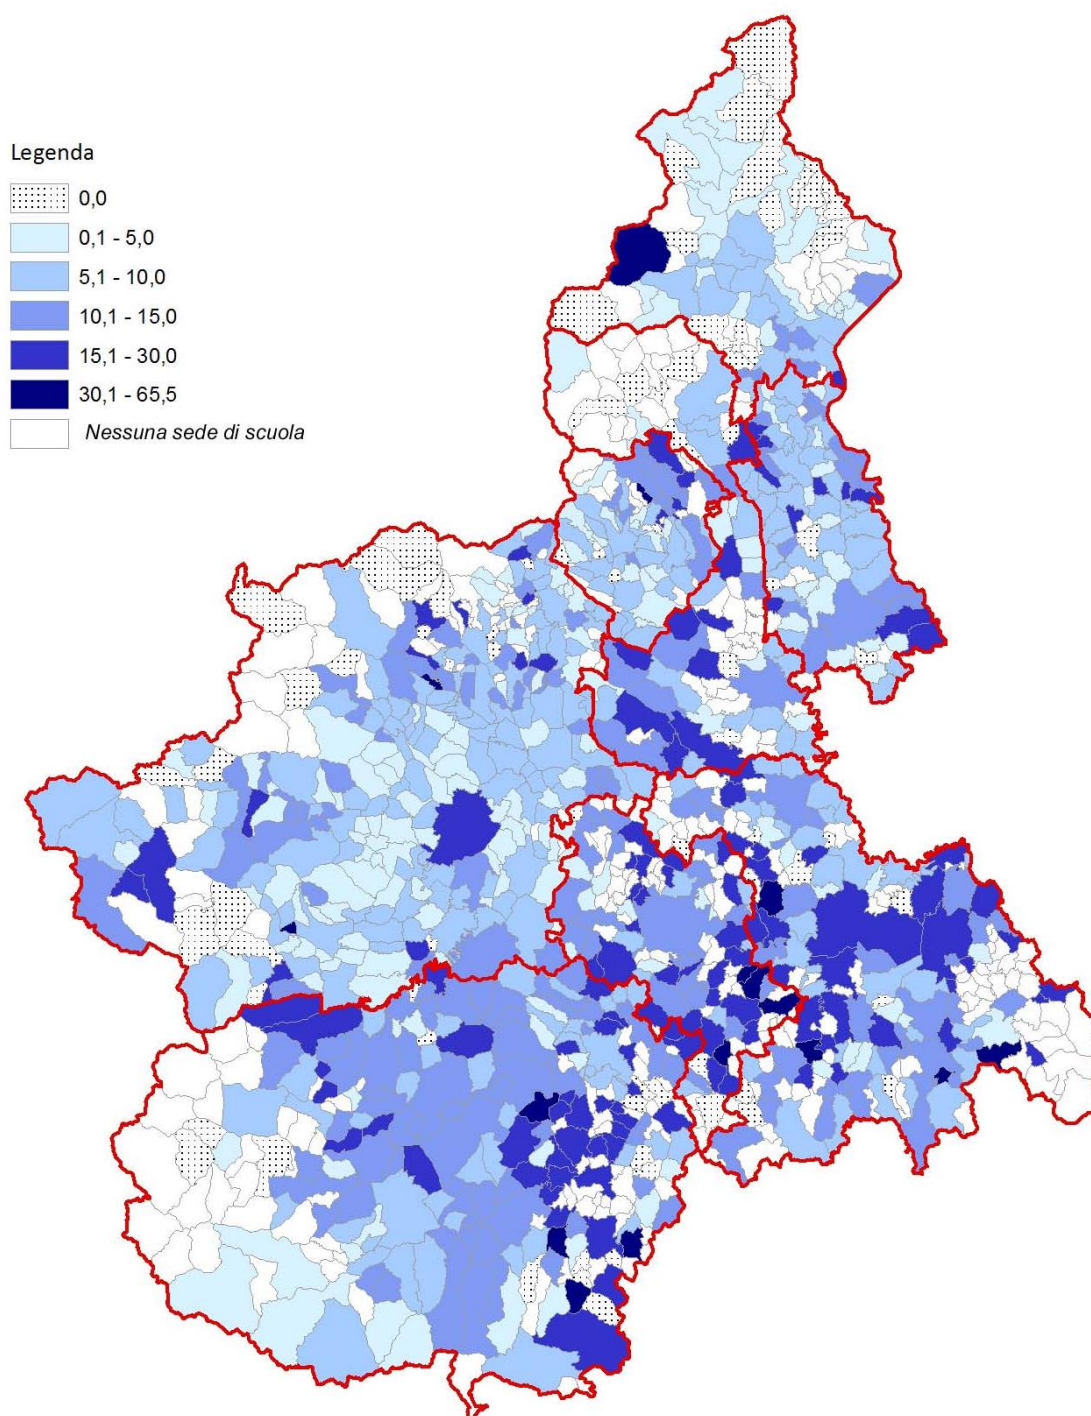 Legenda
0,0
0,1 - 5,0
5,1 - 10,0
10,1 - 15,0
15,1 - 30,0
30,1 - 65,5
Nessuna sede di scuola